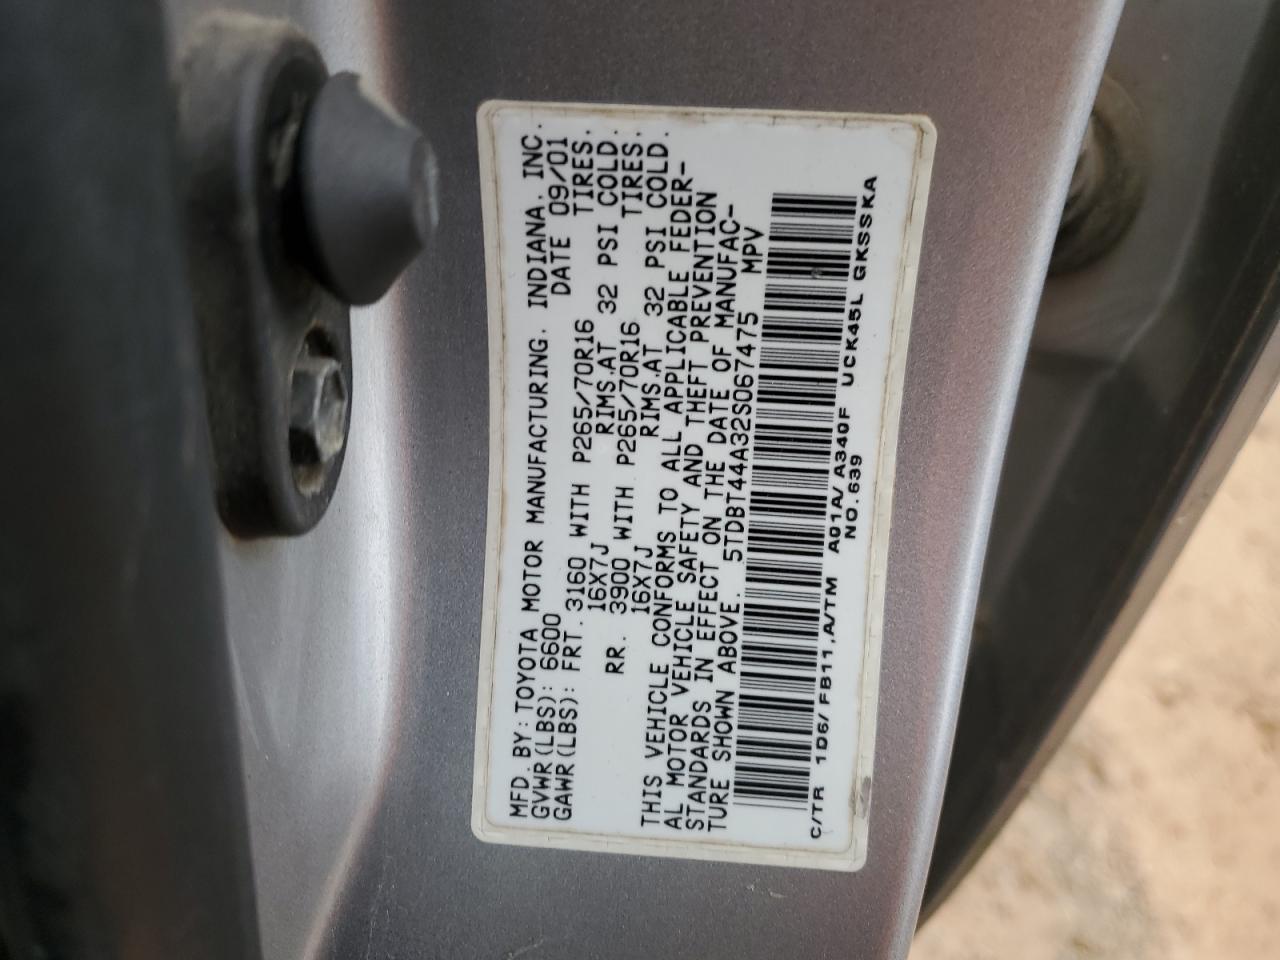 MFD. BY: TOYOTA MOTOR MANUFACTURING, INDIANA, INC.
GVWR(LBS): 6600 DATE 09/01
GAWR(LBS): FRT. 3160 WITH P265/70R16 TIRES.
16X7J RIMS.AT 32 PSI COLD.
RR. 3900 WITH P265/70R16 TIRES.
16X7J RIMS.AT 32 PSI COLD.
THIS VEHICLE CONFORMS TO ALL APPLICABLE FEDER-
AL MOTOR VEHICLE SAFETY AND THEFT PREVENTION
STANDARDS IN EFFECT ON THE DATE OF MANUFAC-
TURE SHOWN ABOVE. 5TDBT44A32S067475 MPV
C/TR 1D6/ FB11,A/TM A01A/A340F UCK45L GKSSKA
NO.639